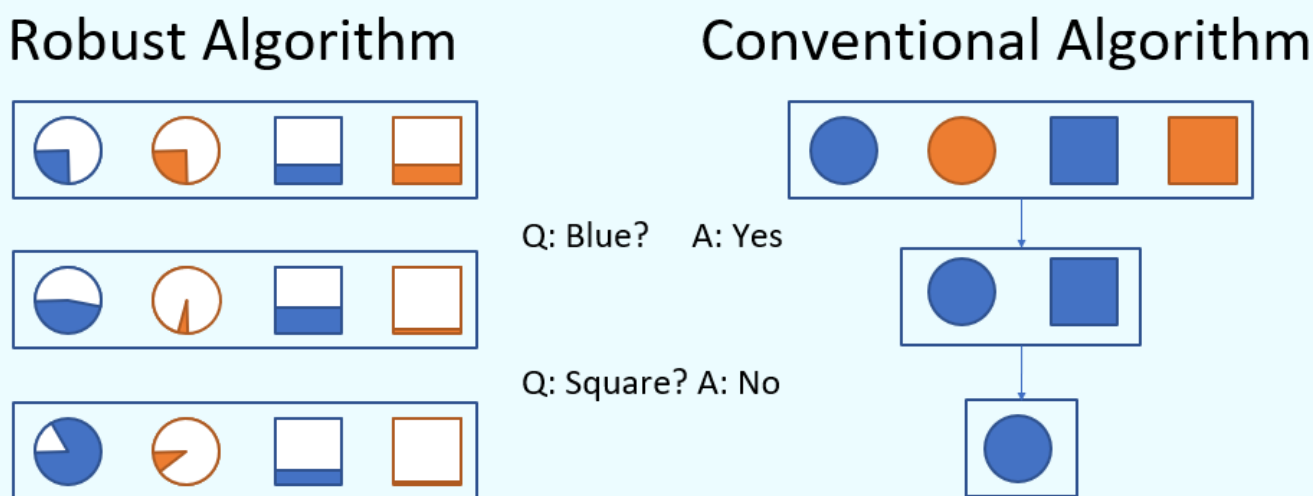 Robust Algorithm
Conventional Algorithm
Q: Blue? A: Yes
Q: Square? A: No